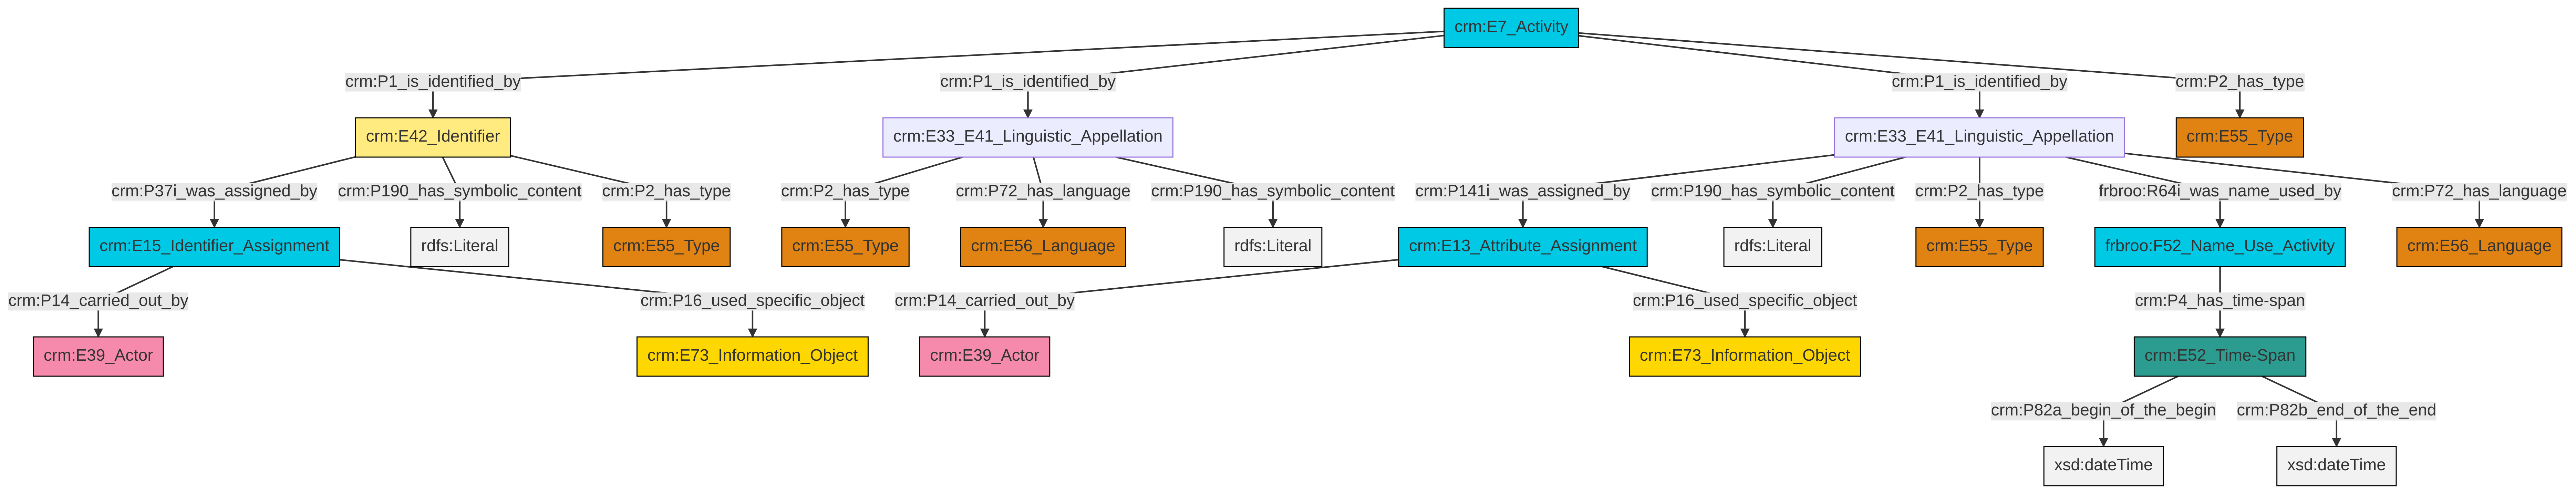 crm:E7_Activity
crm:P1_is_identified_by
crm:P1_is_identified_by
crm:P1_is_identified_by
crm:P2_has_type
crm:E42_Identifier
crm:E33_E41_Linguistic_Appellation
crm:E33_E41_Linguistic_Appellation
crm:E55_Type
crm:P37i_was_assigned_by
crm:P190_has_symbolic_content
crm:P2_has_type
crm:P2_has_type
crm:P72_has_language
crm:P190_has_symbolic_content
crm:P141i_was_assigned_by
crm:P190_has_symbolic_content
crm:P2_has_type
frbroo:R64i_was_name_used_by
crm:P72_has_language
crm:E15_Identifier_Assignment
rdfs:Literal
crm:E55_Type
crm:E55_Type
crm:E56_Language
rdfs:Literal
crm:E13_Attribute_Assignment
rdfs:Literal
crm:E55_Type
frbroo:F52_Name_Use_Activity
crm:E56_Language
crm:P14_carried_out_by
crm:P16_used_specific_object
crm:P14_carried_out_by
crm:P16_used_specific_object
crm:P4_has_time-span
crm:E39_Actor
crm:E73_Information_Object
crm:E39_Actor
crm:E73_Information_Object
crm:E52_Time-Span
crm:P82a_begin_of_the_begin
crm:P82b_end_of_the_end
xsd:dateTime
xsd:dateTime